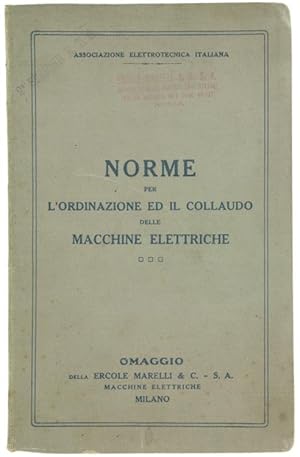 ASSOCIAZIONE ELETTROTECNICA ITALIANA
NORME
PER
L'ORDINAZIONE ED IL COLLAUDO
DELLE
MACCHINE ELETTRICHE
OMAGGIO
DELLA ERCOLE MARELLI & C. - S. A.
MACCHINE ELETTRICHE
MILANO